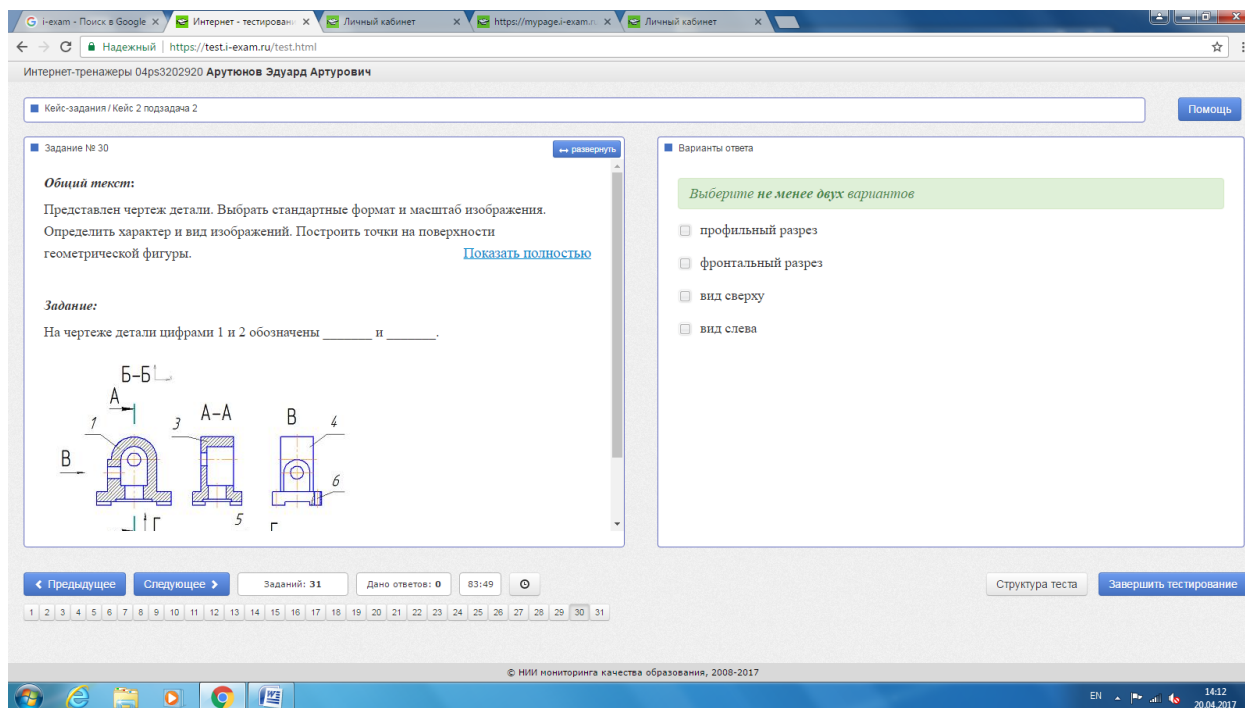 i-exam - Поиск в Google
Интернет - тестировани
Личный кабинет
https://mypage.i-exam.r
Личный кабинет
Надежный | https://test.i-exam.ru/test.html
Интернет-тренажеры 04ps3202920 Арутюнов Эдуард Артурович
Кейс-задания / Кейс 2 подзадача 2
Помощь
Задание № 30
↔ развернуть
Общий текст:
Представлен чертеж детали. Выбрать стандартные формат и масштаб изображения.
Определить характер и вид изображений. Построить точки на поверхности
геометрической фигуры.
Показать полностью
Задание:
На чертеже детали цифрами 1 и 2 обозначены _______ и _______.
Б–Б
А
1
3
А–А
В
4
В
6
Г
5
Г
Варианты ответа
Выберите не менее двух вариантов
профильный разрез
фронтальный разрез
вид сверху
вид слева
Предыдущее
Следующее
Заданий: 31
Дано ответов: 0
83:49
Структура теста
Завершить тестирование
1 2 3 4 5 6 7 8 9 10 11 12 13 14 15 16 17 18 19 20 21 22 23 24 25 26 27 28 29 30 31
© НИИ мониторинга качества образования, 2008-2017
EN
14:12
20.04.2017